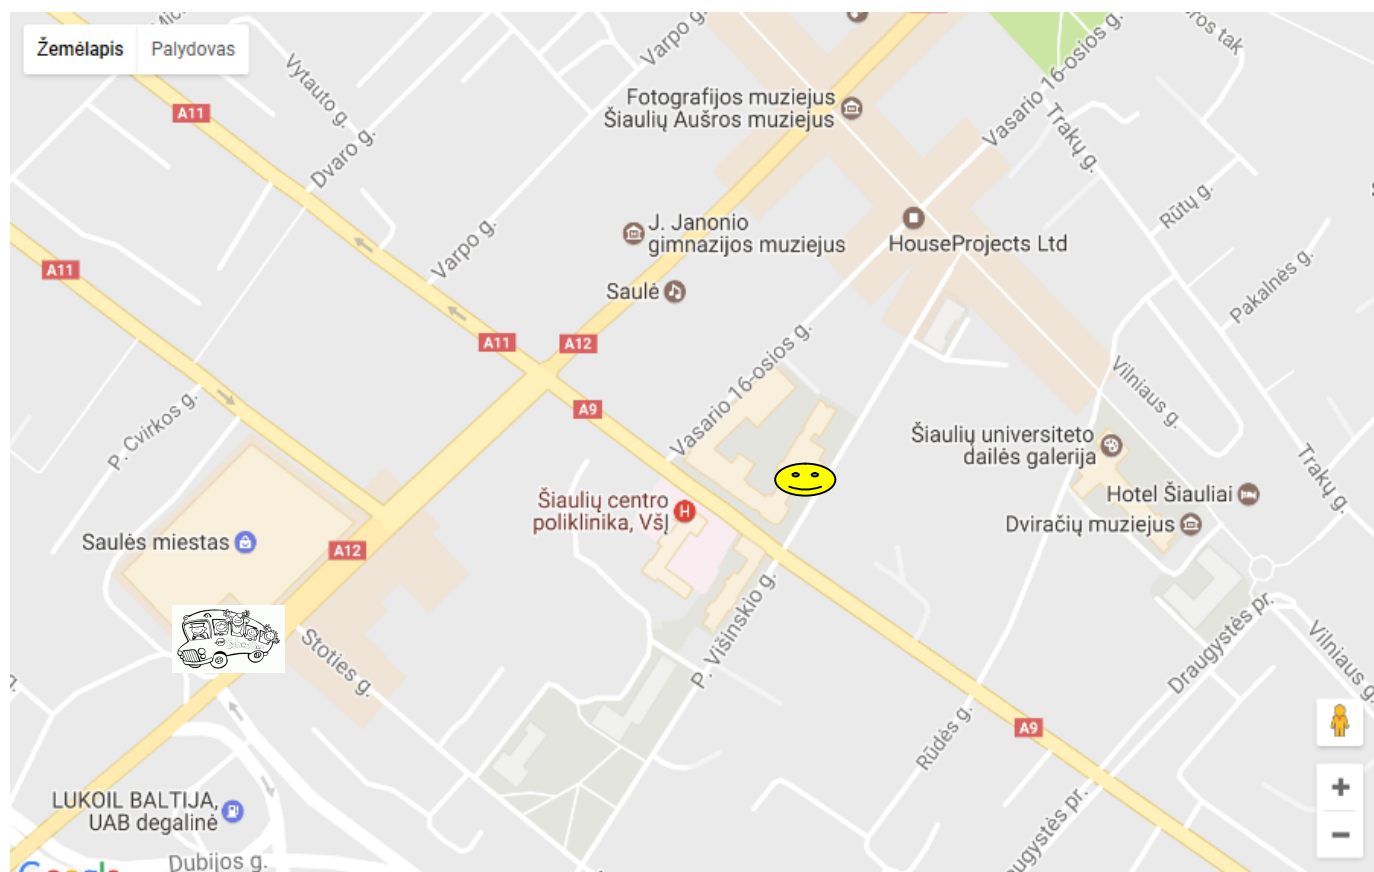 Žemėlapis
Palydovas
Vytauto g.
Varpo g.
Dvaro g.
A11
Fotografijos muziejus
Šiaulių Aušros muziejus
Vasario 16-osios g.
Trakų g.
Rūtų g.
Pakalnės g.
J. Janonio
gimnazijos muziejus
HouseProjects Ltd
Varpo g.
A11
Saulė
A11
A12
Vasario 16-osios g.
Vilniaus g.
A9
P. Cvirkos g.
Šiaulių universiteto
dailės galerija
Trakų g.
Hotel Šiauliai
Dviračių muziejus
Šiaulių centro
poliklinika, VšĮ
Saulės miestas
A12
P. Višinskio g.
Stoties g.
Draugystės pr.
Vilniaus g.
Rūdės g.
A9
LUKOIL BALTIJA,
UAB degalinė
augystės pr.
Dubijos g.
Google